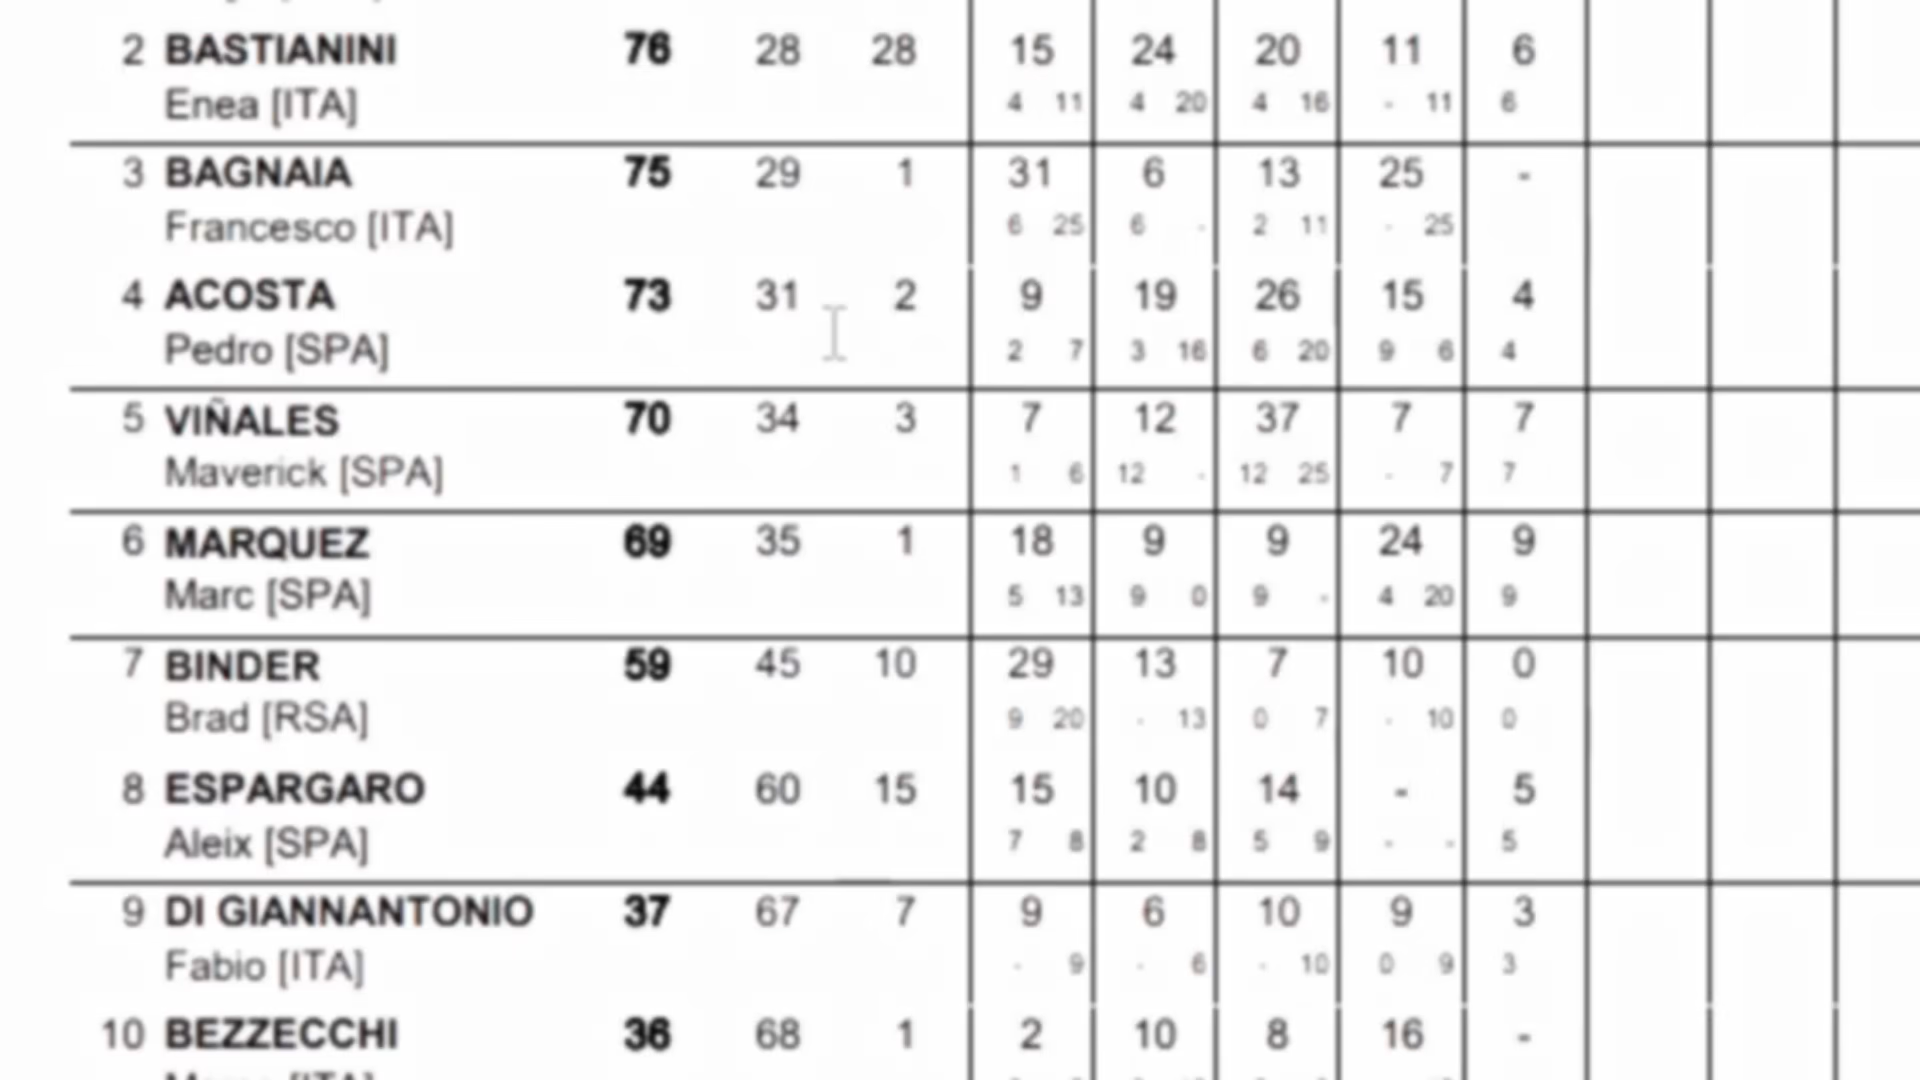 2 BASTIANINI 76 28 28 15 24 20 11 6
Enea [ITA] 4 11 4 20 4 16 - 11 6
3 BAGNAIA 75 29 1 31 6 13 25 -
Francesco [ITA] 6 25 6 - 2 11 - 25
4 ACOSTA 73 31 2 9 19 26 15 4
Pedro [SPA] 2 7 3 16 6 20 9 6 4
5 VIÑALES 70 34 3 7 12 37 7 7
Maverick [SPA] 1 6 12 - 12 25 - 7 7
6 MARQUEZ 69 35 1 18 9 9 24 9
Marc [SPA] 5 13 9 0 9 - 4 20 9
7 BINDER 59 45 10 29 13 7 10 0
Brad [RSA] 9 20 - 13 0 7 - 10 0
8 ESPARGARO 44 60 15 15 10 14 - 5
Aleix [SPA] 7 8 2 8 5 9 - - 5
9 DI GIANNANTONIO 37 67 7 9 6 10 9 3
Fabio [ITA] - 9 - 6 - 10 0 9 3
10 BEZZECCHI 36 68 1 2 10 8 16 -